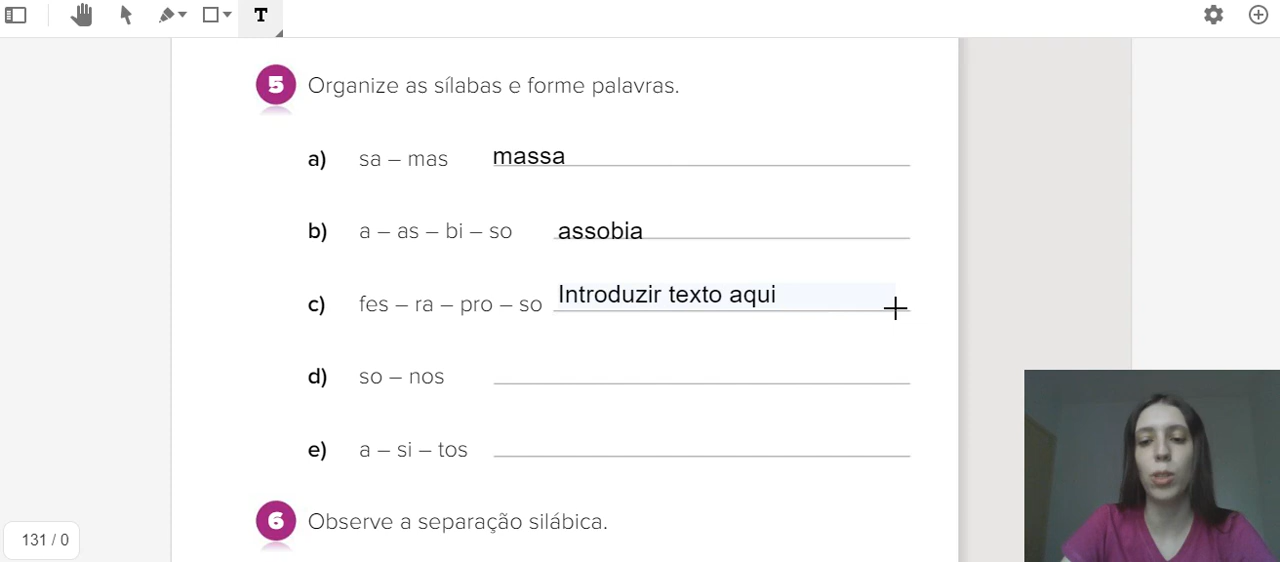 T
5 Organize as sílabas e forme palavras.
a) sa – mas massa
b) a – as – bi – so assobia
c) fes – ra – pro – so Introduzir texto aqui
d) so – nos
e) a – si – tos
6 Observe a separação silábica.
131 / 0